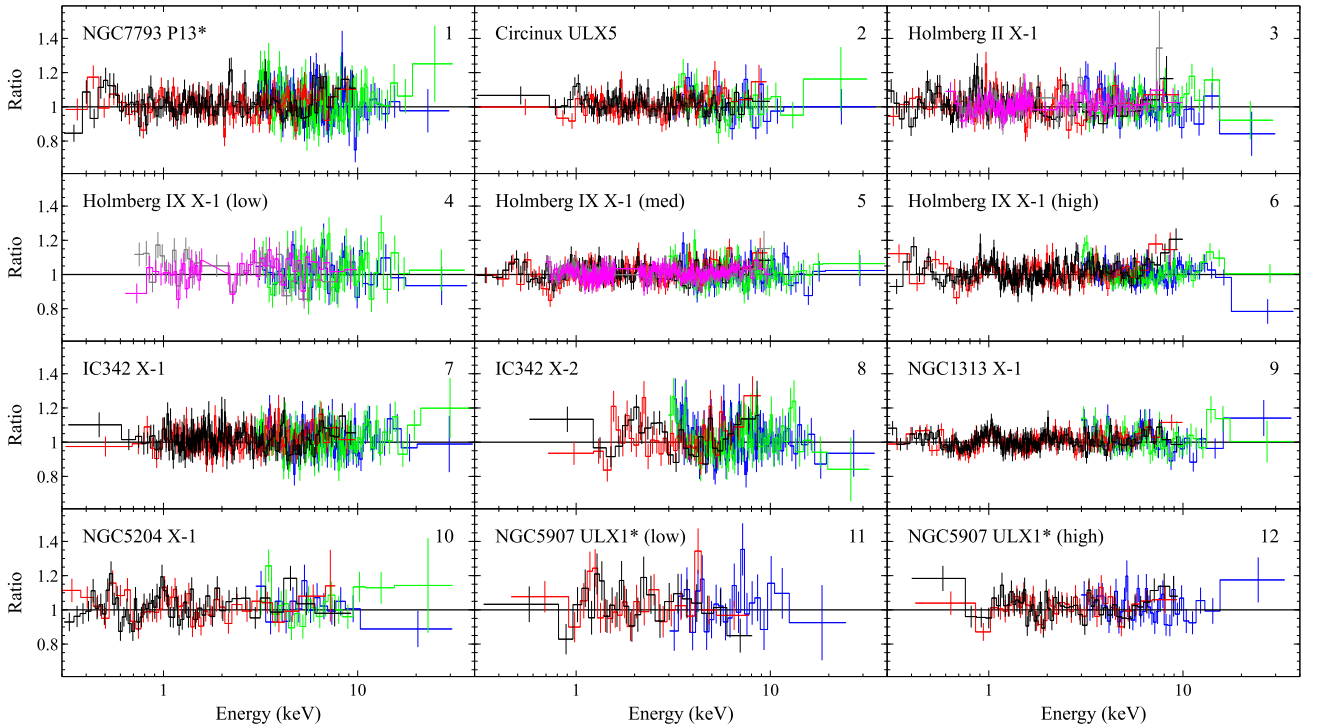 NGC7793 P13* 1
Circinux ULX5 2
Holmberg II X-1 3
Ratio
1.4
1.2
1
0.8
Holmberg IX X-1 (low) 4
Holmberg IX X-1 (med) 5
Holmberg IX X-1 (high) 6
Ratio
1.4
1.2
1
0.8
IC342 X-1 7
IC342 X-2 8
NGC1313 X-1 9
Ratio
1.4
1.2
1
0.8
NGC5204 X-1 10
NGC5907 ULX1* (low) 11
NGC5907 ULX1* (high) 12
Ratio
1.4
1.2
1
0.8
1 10 1 10 1 10
Energy (keV) Energy (keV) Energy (keV)